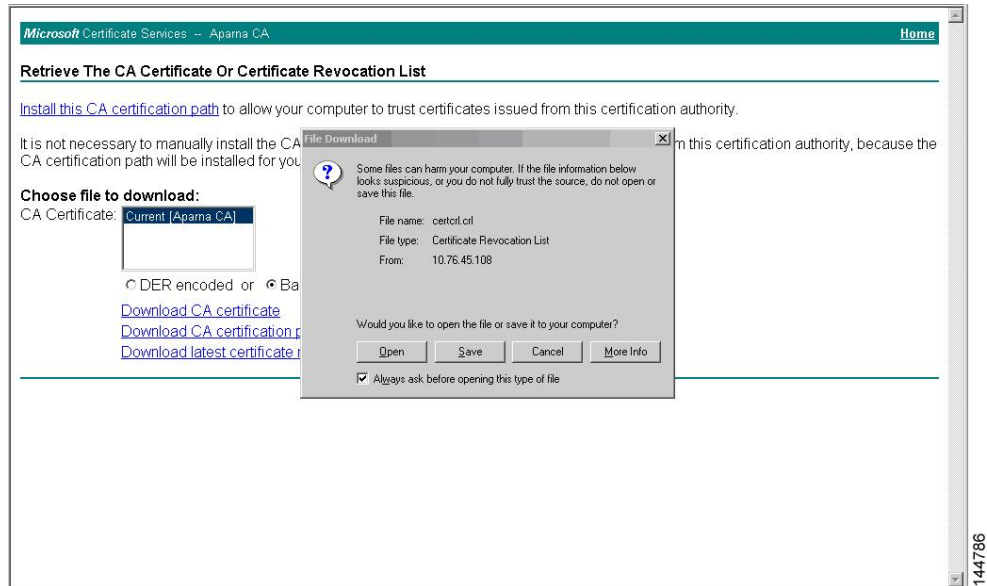 Microsoft Certificate Services -- Aparna CA Home
Retrieve The CA Certificate Or Certificate Revocation List
Install this CA certification path to allow your computer to trust certificates issued from this certification authority.
It is not necessary to manually install the CA
m this certification authority, because the
CA certification path will be installed for you
Choose file to download:
CA Certificate: Current [Aparna CA]
DER encoded or Ba
Download CA certificate
Download CA certification p
Download latest certificate r
File Download
Some files can harm your computer. If the file information below
looks suspicious, or you do not fully trust the source, do not open or
save this file.
File name: certcrl.crl
File type: Certificate Revocation List
From: 10.76.45.108
Would you like to open the file or save it to your computer?
Open Save Cancel More Info
Always ask before opening this type of file
144786